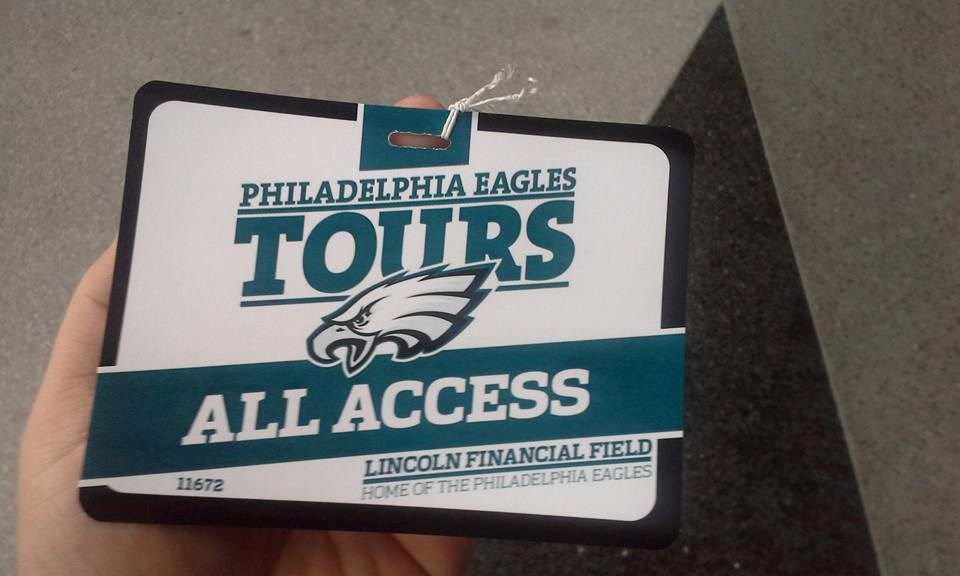 PHILADELPHIA EAGLES
TOURS
ALL ACCESS
LINCOLN FINANCIAL FIELD
HOME OF THE PHILADELPHIA EAGLES
11672